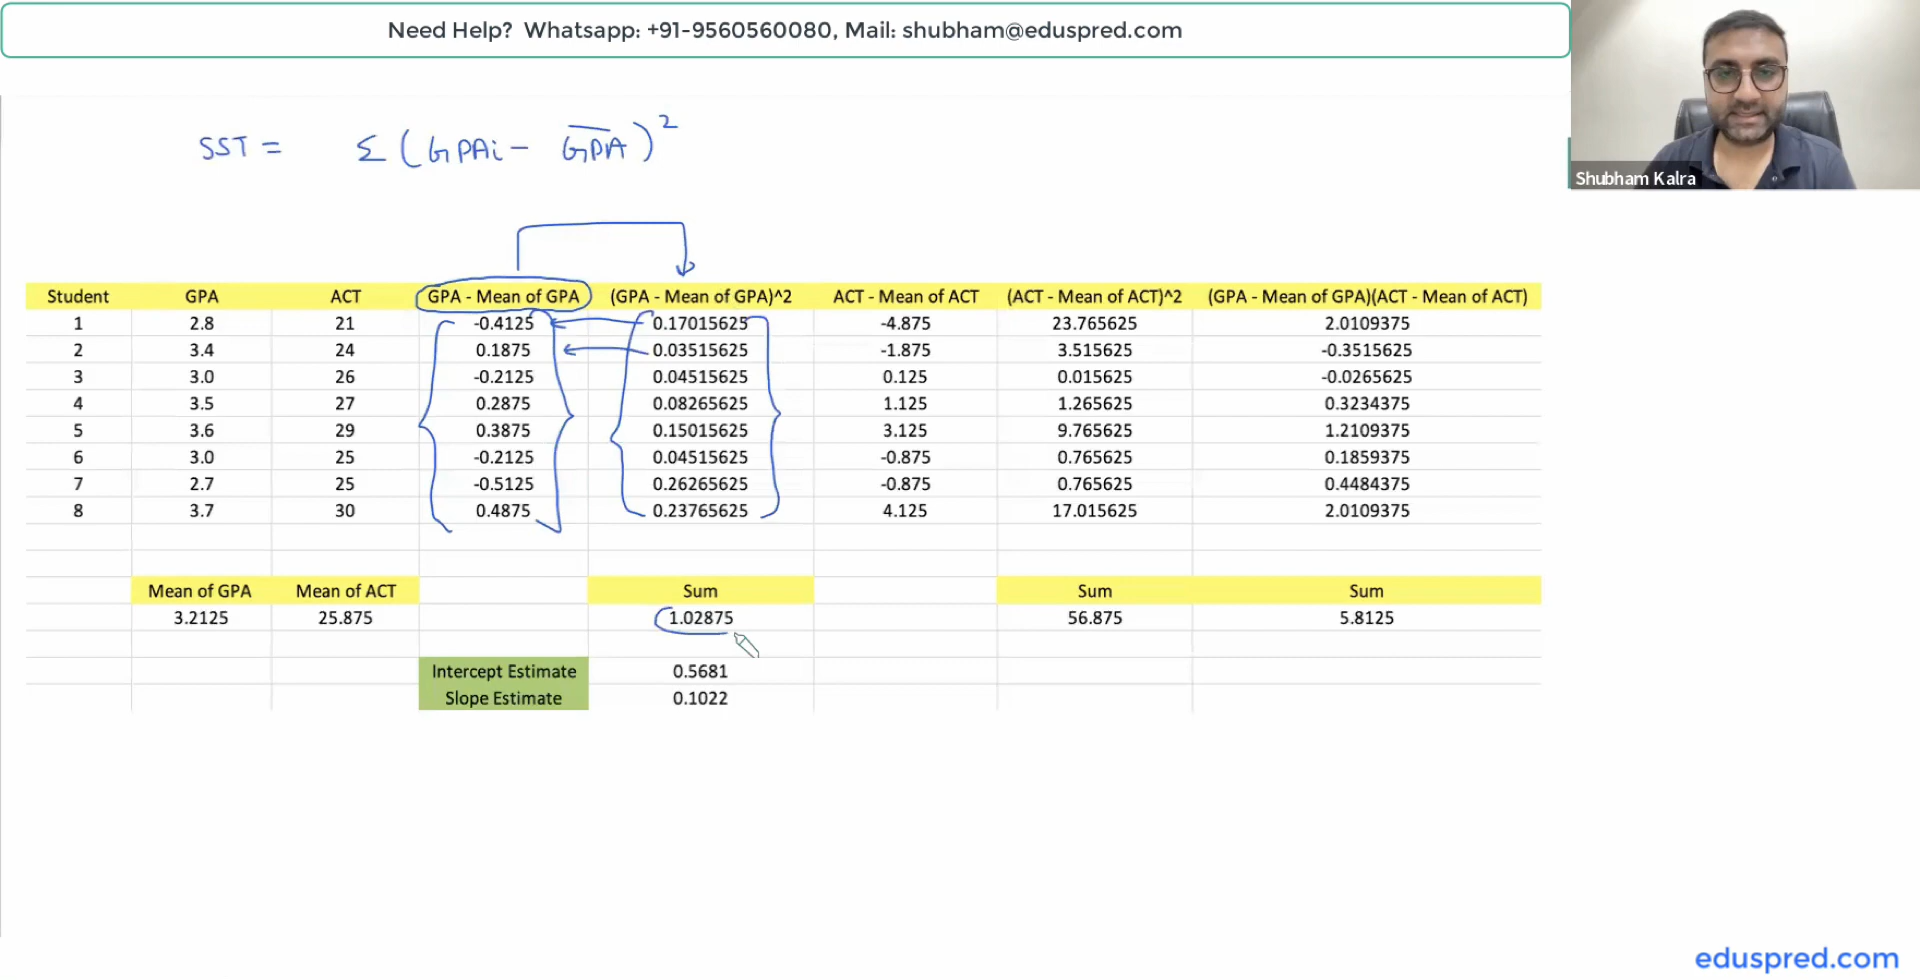 Need Help? Whatsapp: +91-9560560080, Mail: shubham@eduspred.com
Shubham Kalra
SST = Σ (GPAi - G̅P̅A̅)²
Student GPA ACT GPA - Mean of GPA (GPA - Mean of GPA)^2 ACT - Mean of ACT (ACT - Mean of ACT)^2 (GPA - Mean of GPA)(ACT - Mean of ACT)
1 2.8 21 -0.4125 0.17015625 -4.875 23.765625 2.0109375
2 3.4 24 0.1875 0.03515625 -1.875 3.515625 -0.3515625
3 3.0 26 -0.2125 0.04515625 0.125 0.015625 -0.0265625
4 3.5 27 0.2875 0.08265625 1.125 1.265625 0.3234375
5 3.6 29 0.3875 0.15015625 3.125 9.765625 1.2109375
6 3.0 25 -0.2125 0.04515625 -0.875 0.765625 0.1859375
7 2.7 25 -0.5125 0.26265625 -0.875 0.765625 0.4484375
8 3.7 30 0.4875 0.23765625 4.125 17.015625 2.0109375
Mean of GPA Mean of ACT Sum Sum Sum
3.2125 25.875 1.02875 56.875 5.8125
Intercept Estimate 0.5681
Slope Estimate 0.1022
eduspred.com